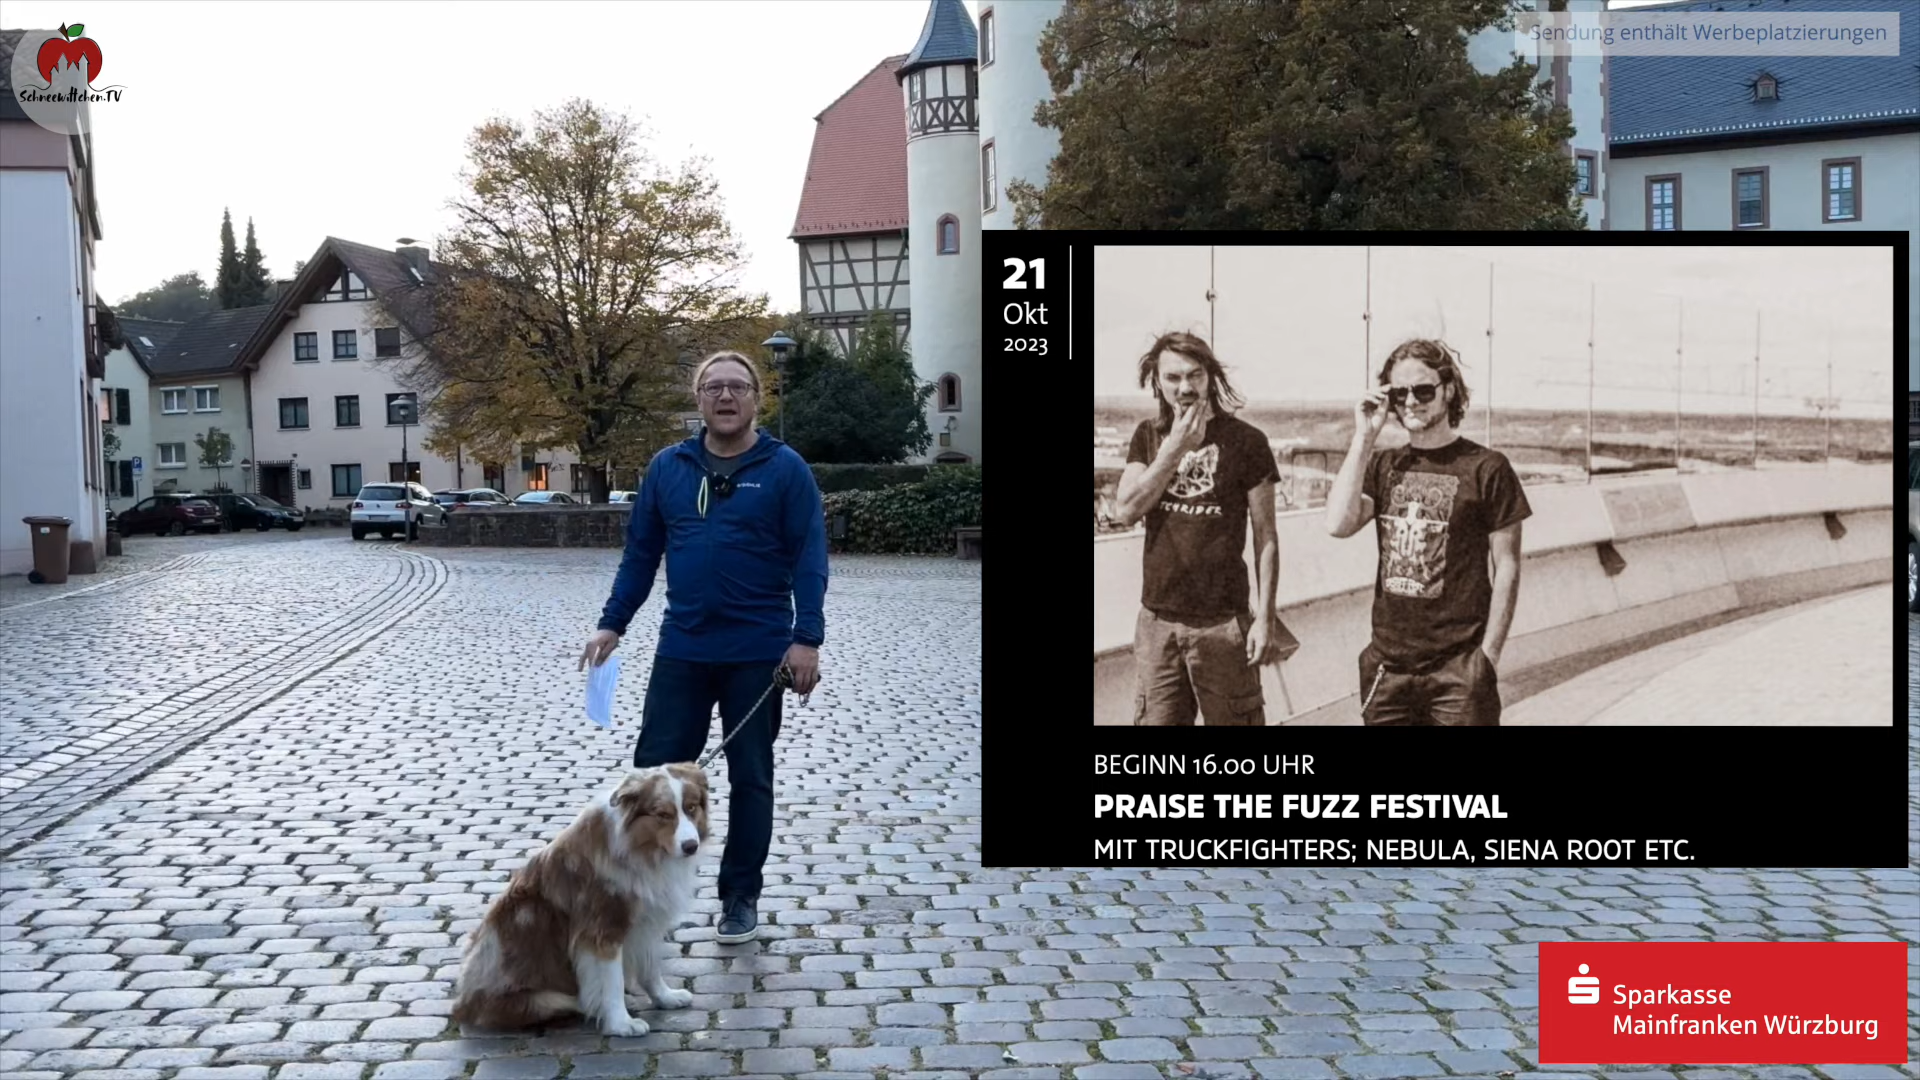 Schneewittchen.TV
Sendung enthält Werbeplatzierungen
21
Okt
2023
BEGINN 16.00 UHR
PRAISE THE FUZZ FESTIVAL
MIT TRUCKFIGHTERS; NEBULA, SIENA ROOT ETC.
Sparkasse
Mainfranken Würzburg